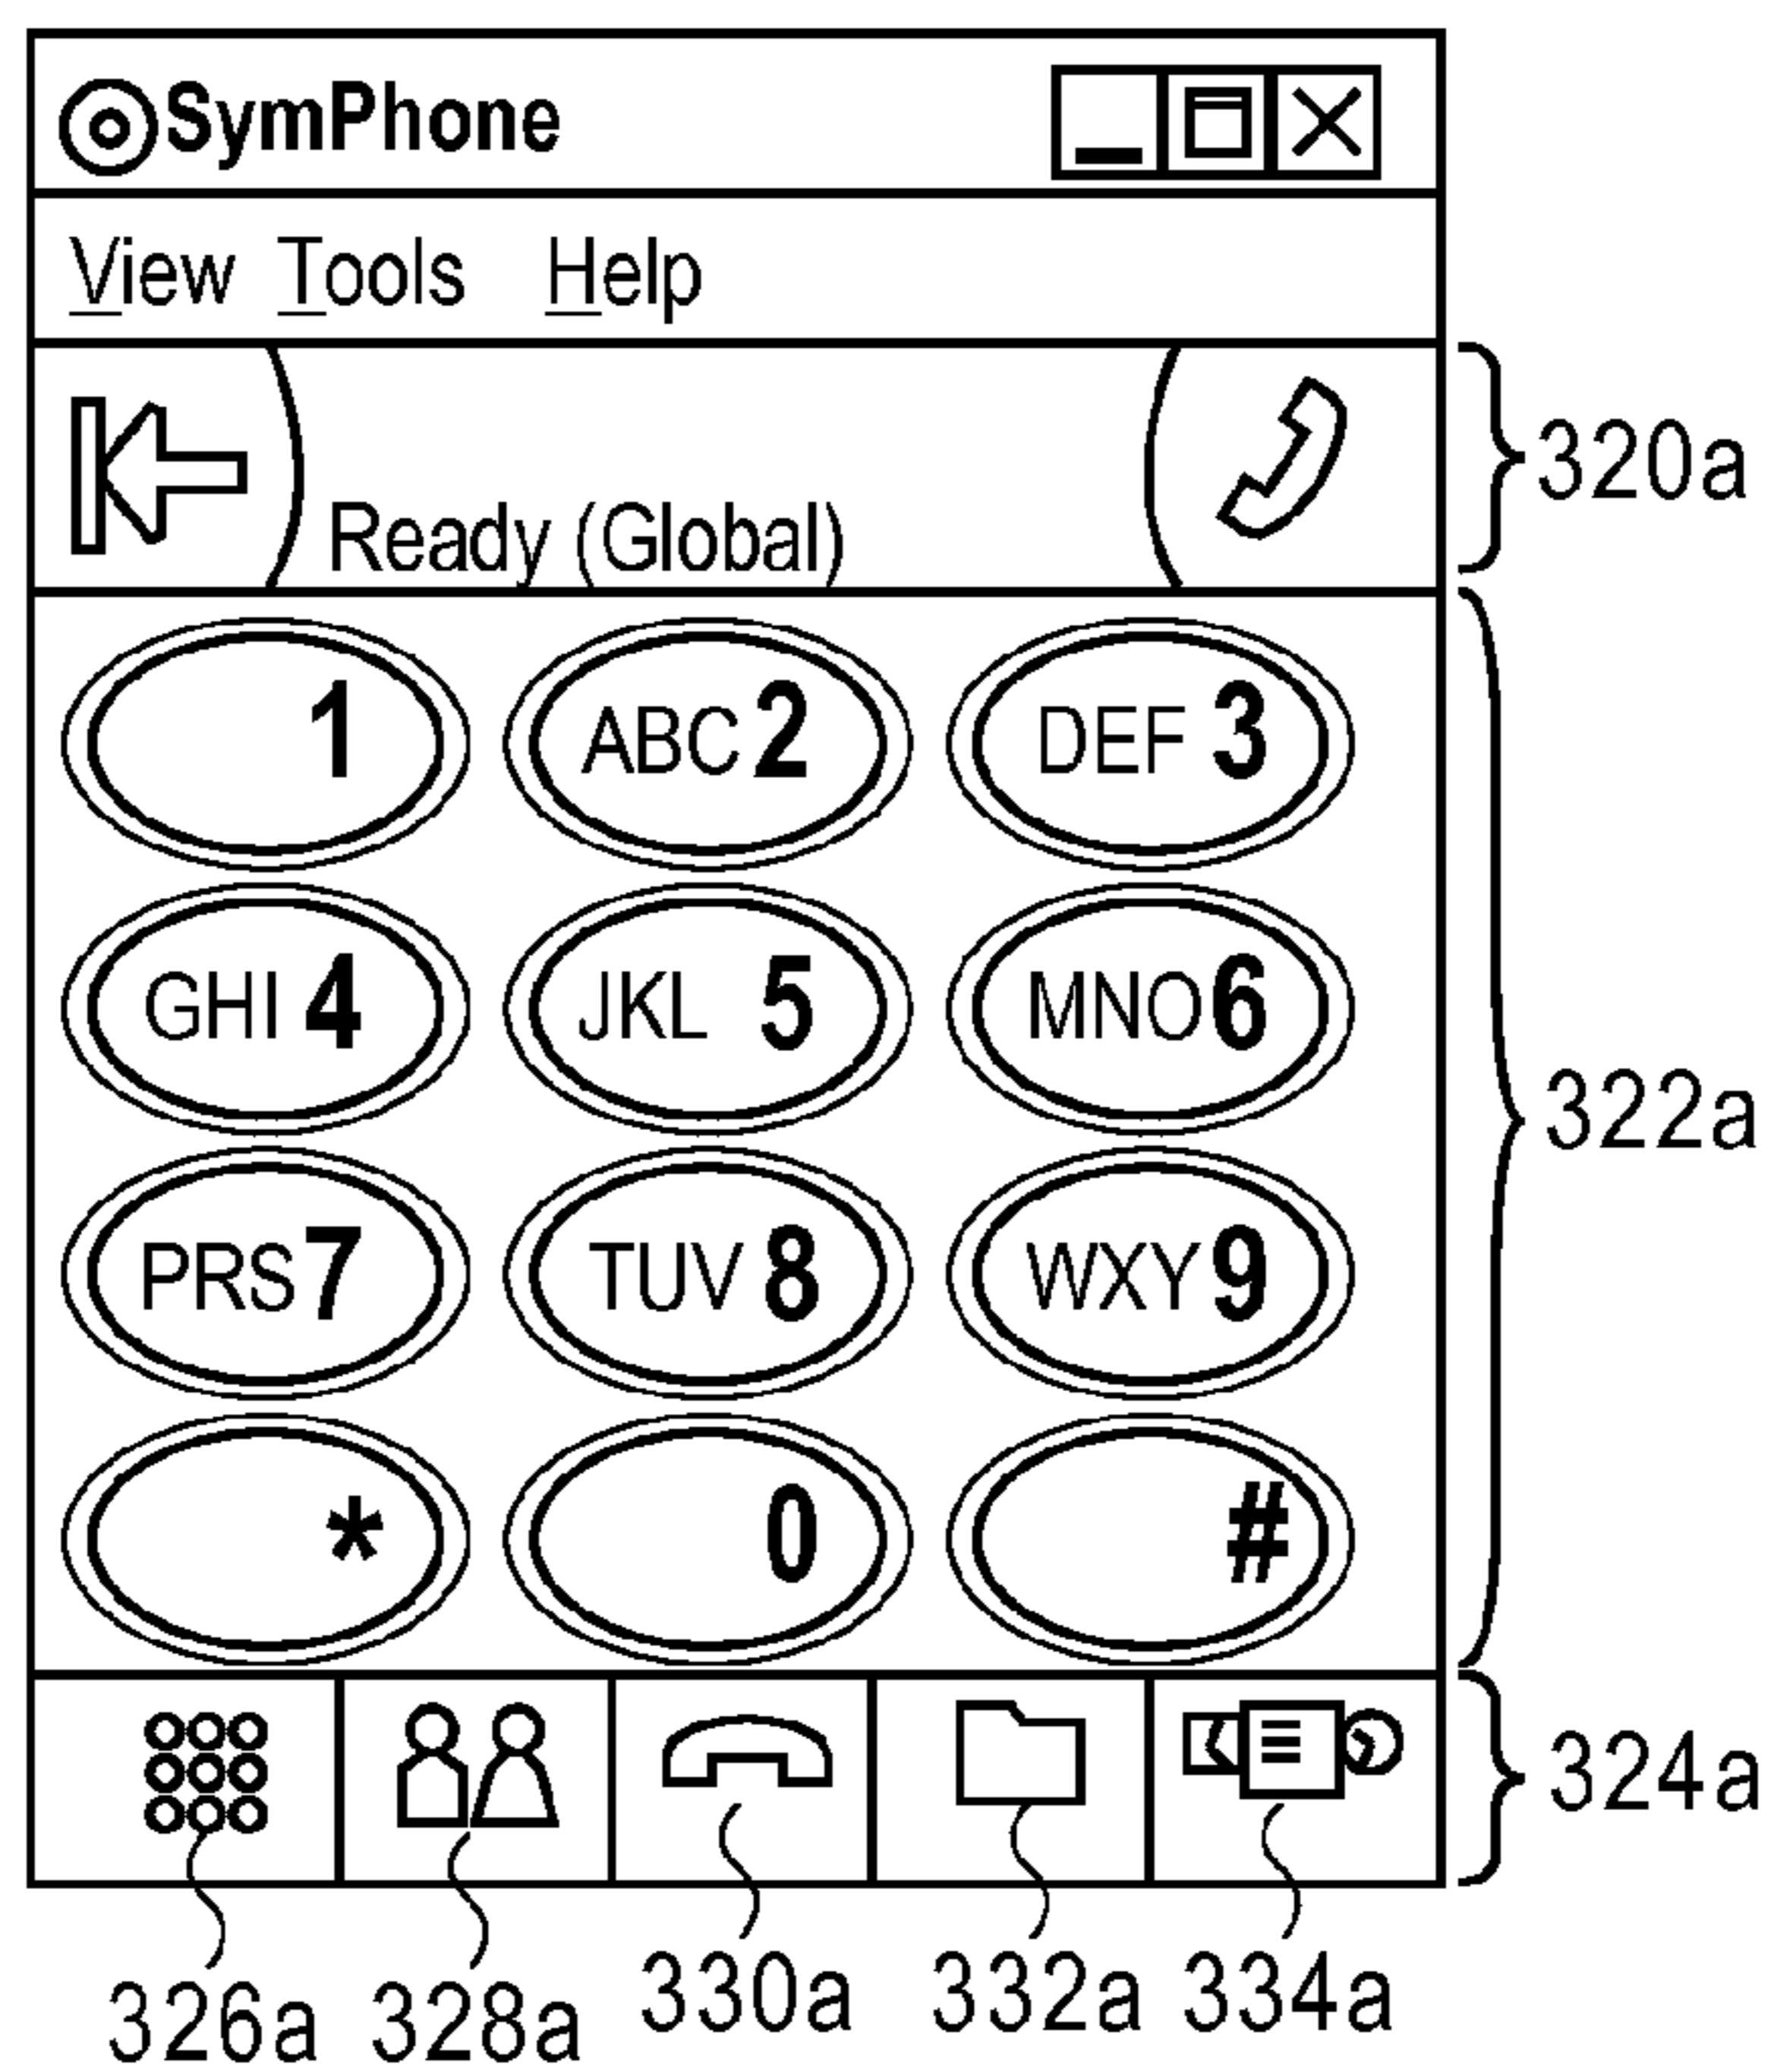 SymPhone
View Tools Help
Ready (Global)
320a
1 ABC 2 DEF 3
GHI 4 JKL 5 MNO 6
322a
PRS 7 TUV 8 WXY 9
* 0 #
324a
326a 328a 330a 332a 334a